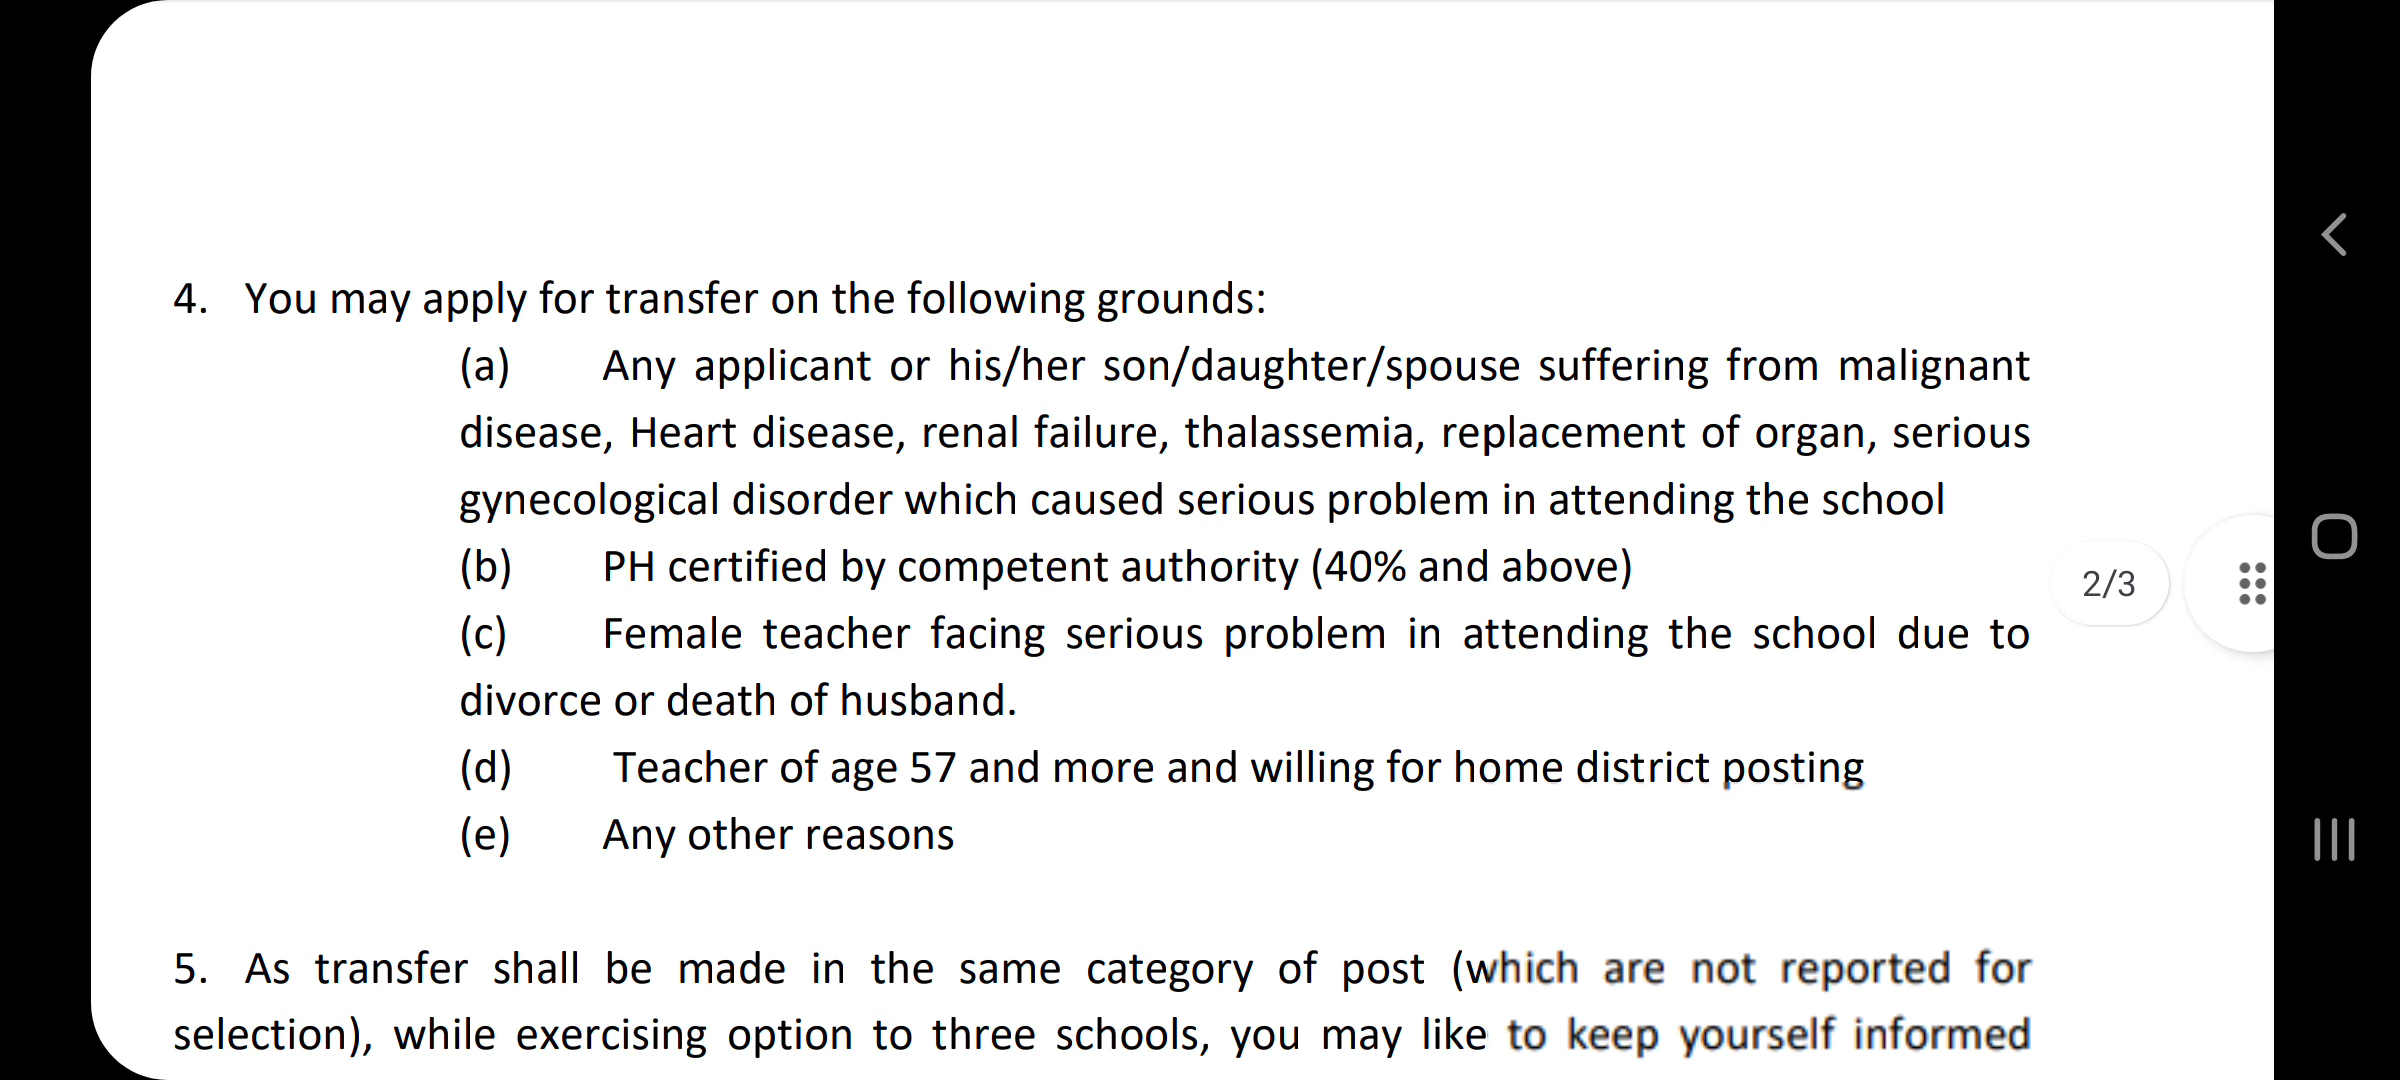 4. You may apply for transfer on the following grounds:
(a) Any applicant or his/her son/daughter/spouse suffering from malignant
disease, Heart disease, renal failure, thalassemia, replacement of organ, serious
gynecological disorder which caused serious problem in attending the school
(b) PH certified by competent authority (40% and above)
(c) Female teacher facing serious problem in attending the school due to
divorce or death of husband.
(d) Teacher of age 57 and more and willing for home district posting
(e) Any other reasons
5. As transfer shall be made in the same category of post (which are not reported for
selection), while exercising option to three schools, you may like to keep yourself informed
2/3